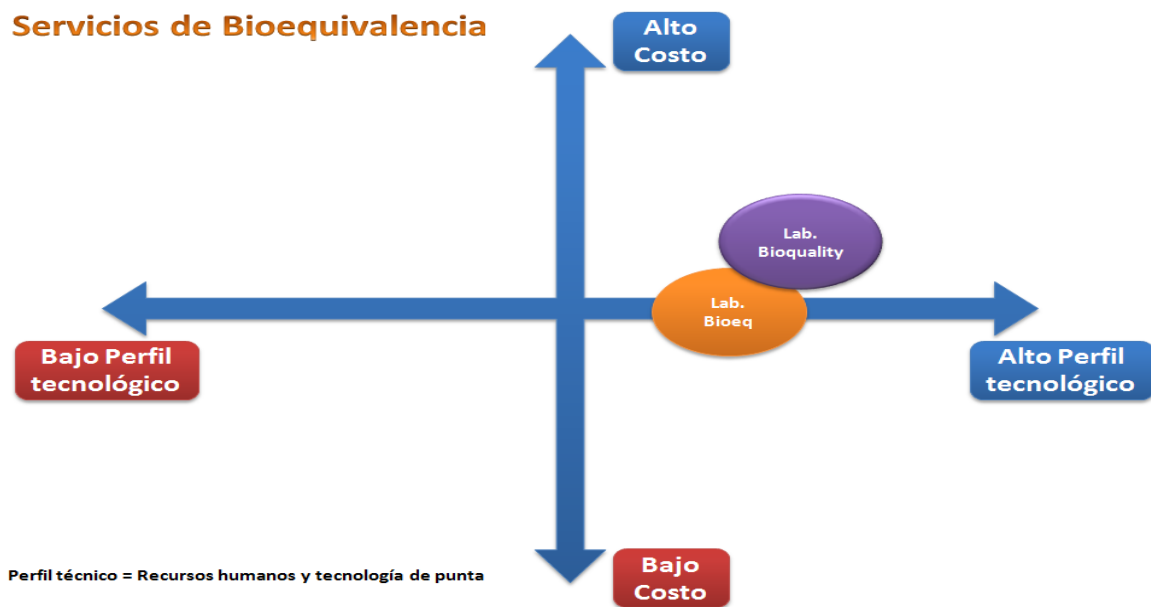 Servicios de Bioequivalencia
Alto
Costo
Lab.
Bioquality
Lab.
Bioeq
Bajo Perfil
tecnológico
Alto Perfil
tecnológico
Perfil técnico = Recursos humanos y tecnología de punta
Bajo
Costo